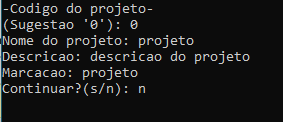 -Codigo do projeto-
(Sugestao '0'): 0
Nome do projeto: projeto
Descricao: descricao do projeto
Marcacao: projeto
Continuar?(s/n): n